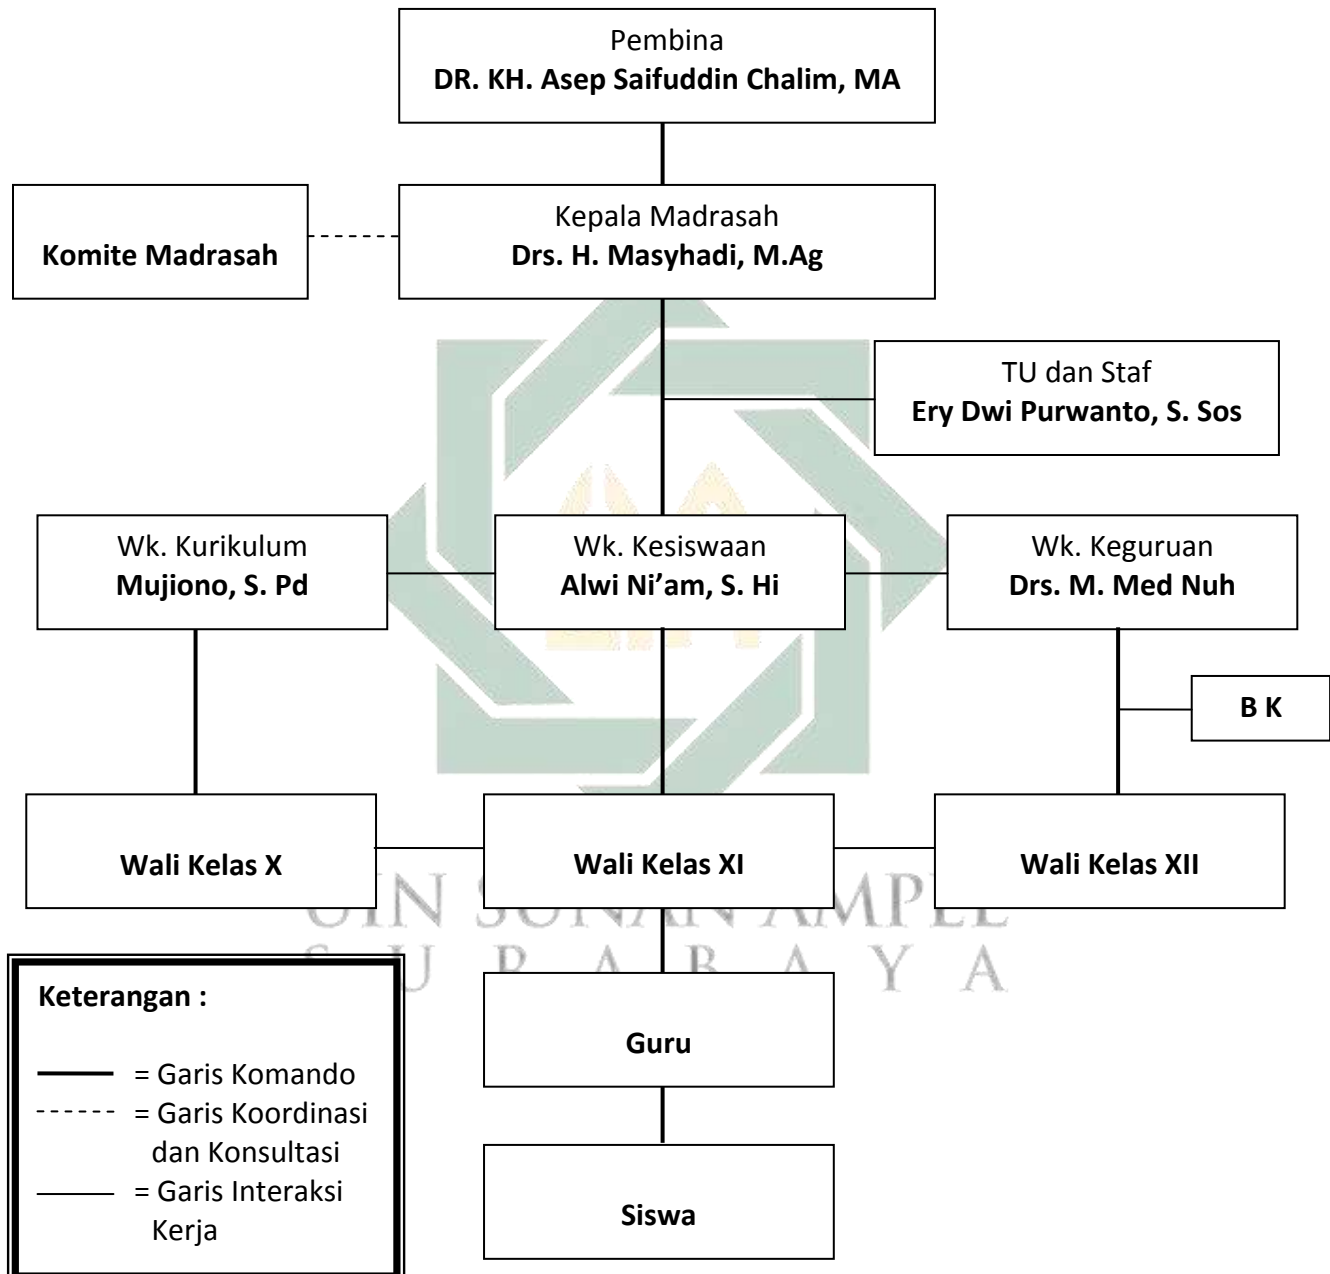 Pembina
DR. KH. Asep Saifuddin Chalim, MA
Komite Madrasah
Kepala Madrasah
Drs. H. Masyhadi, M.Ag
TU dan Staf
Ery Dwi Purwanto, S. Sos
Wk. Kurikulum
Mujiono, S. Pd
Wk. Kesiswaan
Alwi Ni’am, S. Hi
Wk. Keguruan
Drs. M. Med Nuh
B K
Wali Kelas X
Wali Kelas XI
Wali Kelas XII
UIN SUNAN AMPEL
SURABAYA
Guru
Siswa
Keterangan :
= Garis Komando
= Garis Koordinasi
dan Konsultasi
= Garis Interaksi
Kerja